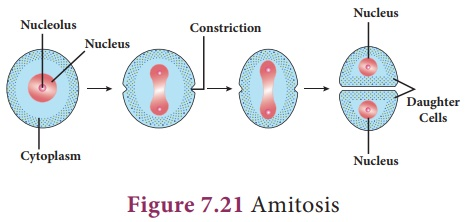 Nucleolus
Nucleus
Cytoplasm
Constriction
Nucleus
Daughter
Cells
Nucleus
Figure 7.21 Amitosis